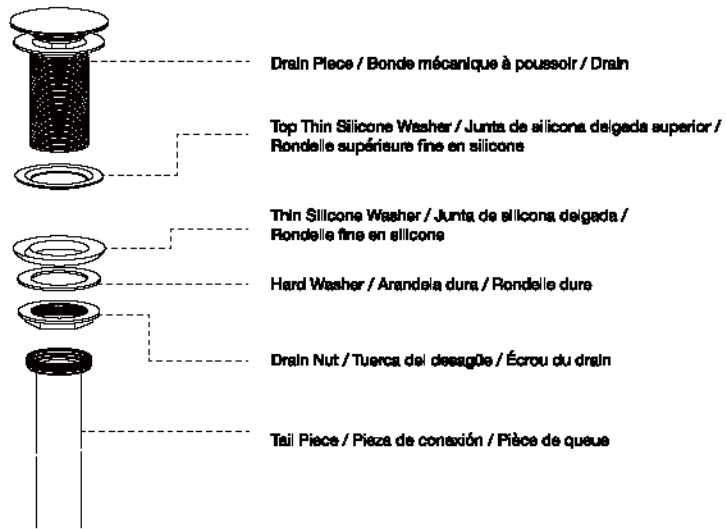 Drain Piece / Bonde mécanique à poussoir / Drain
Top Thin Silicone Washer / Junta de silicona delgada superior /
Rondelle supérieure fine en silicone
Thin Silicone Washer / Junta de silicona delgada /
Rondelle fine en silicone
Hard Washer / Arandela dura / Rondelle dure
Drain Nut / Tuerca del desagüe / Écrou du drain
Tail Piece / Pieza de conexión / Pièce de queue